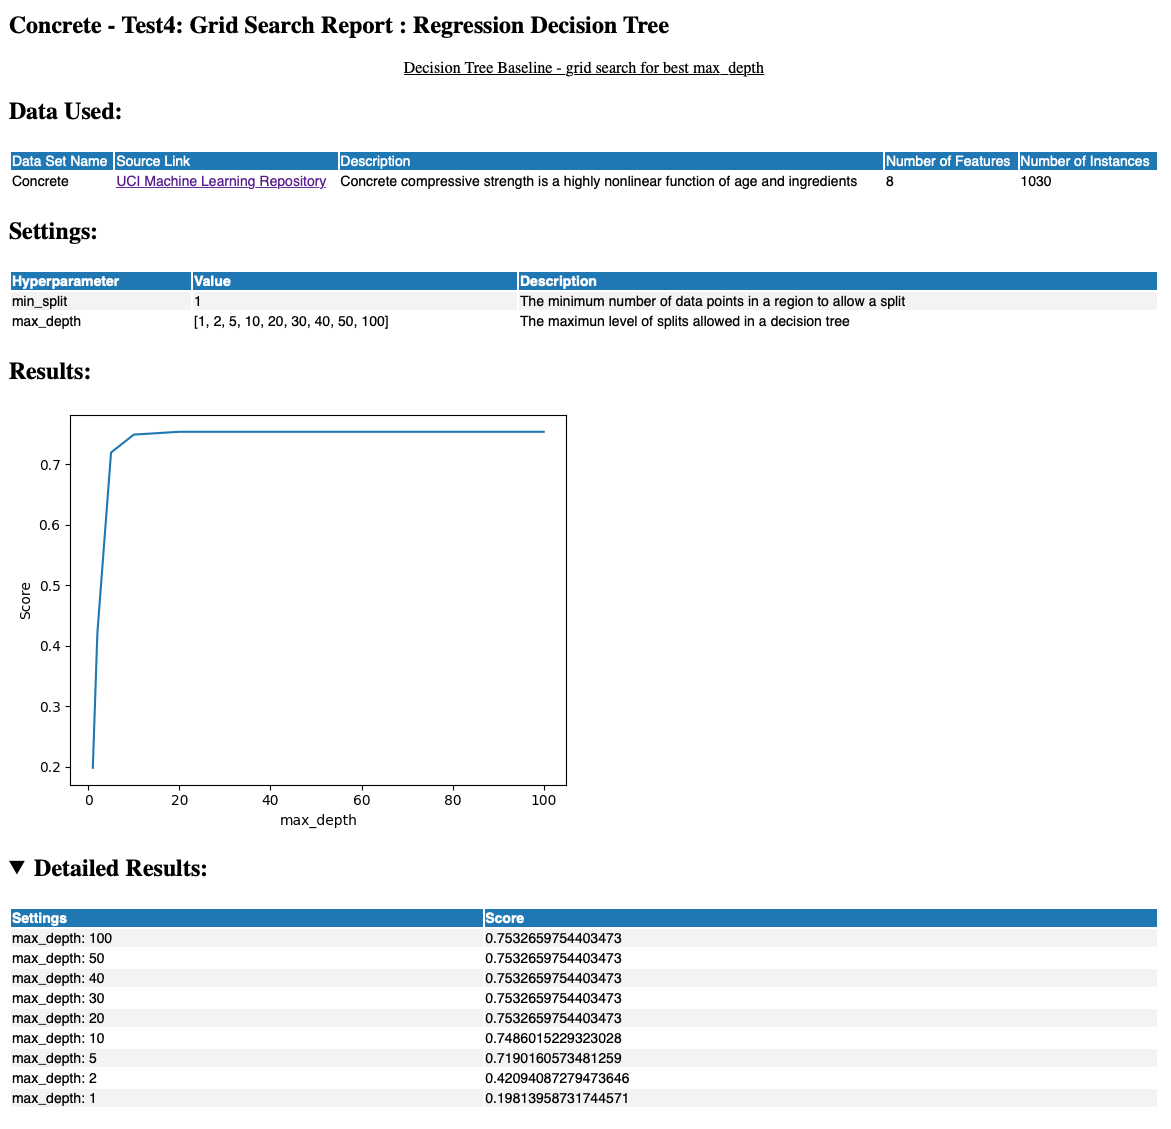 Concrete - Test4: Grid Search Report : Regression Decision Tree
Decision Tree Baseline - grid search for best max_depth
Data Used:
Data Set Name Source Link Description Number of Features Number of Instances
Concrete UCI Machine Learning Repository Concrete compressive strength is a highly nonlinear function of age and ingredients 8 1030
Settings:
Hyperparameter Value Description
min_split 1 The minimum number of data points in a region to allow a split
max_depth [1, 2, 5, 10, 20, 30, 40, 50, 100] The maximun level of splits allowed in a decision tree
Results:
0.7
0.6
0.5
0.4
0.3
0.2
Score
0 20 40 60 80 100
max_depth
▼ Detailed Results:
Settings Score
max_depth: 100 0.7532659754403473
max_depth: 50 0.7532659754403473
max_depth: 40 0.7532659754403473
max_depth: 30 0.7532659754403473
max_depth: 20 0.7532659754403473
max_depth: 10 0.7486015229323028
max_depth: 5 0.7190160573481259
max_depth: 2 0.42094087279473646
max_depth: 1 0.19813958731744571